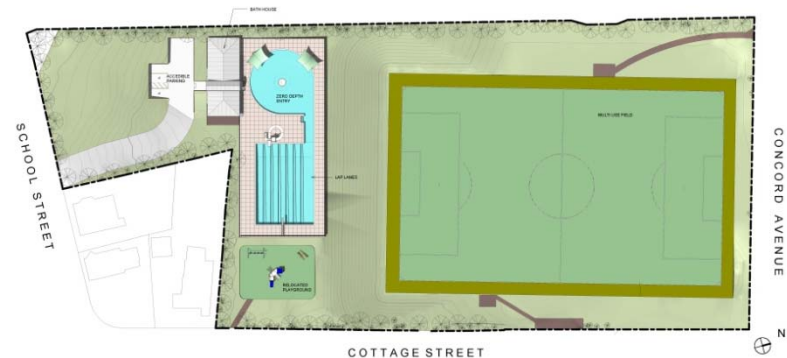 BATH HOUSE
ACCESIBLE
PARKING
ZERO DEPTH
ENTRY
MULTI-USE FIELD
SCHOOL STREET
CONCORD AVENUE
LAP LANES
RELOCATED
PLAYGROUND
N
COTTAGE STREET